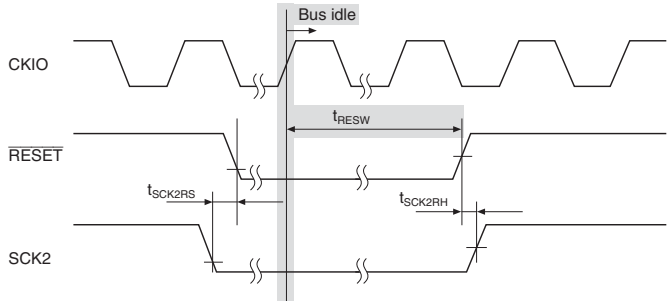 Bus idle
CKIO
tRESW
RESET
tSCK2RS
tSCK2RH
SCK2